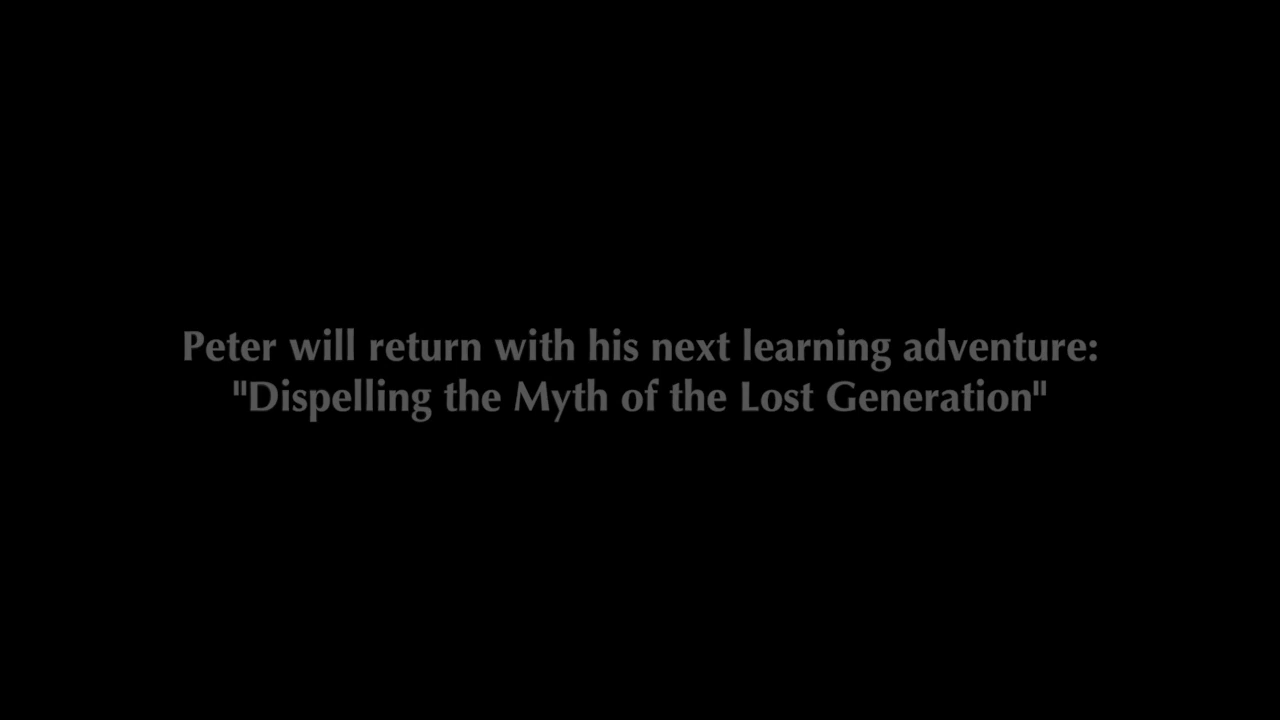 Peter will return with his next learning adventure:
"Dispelling the Myth of the Lost Generation"